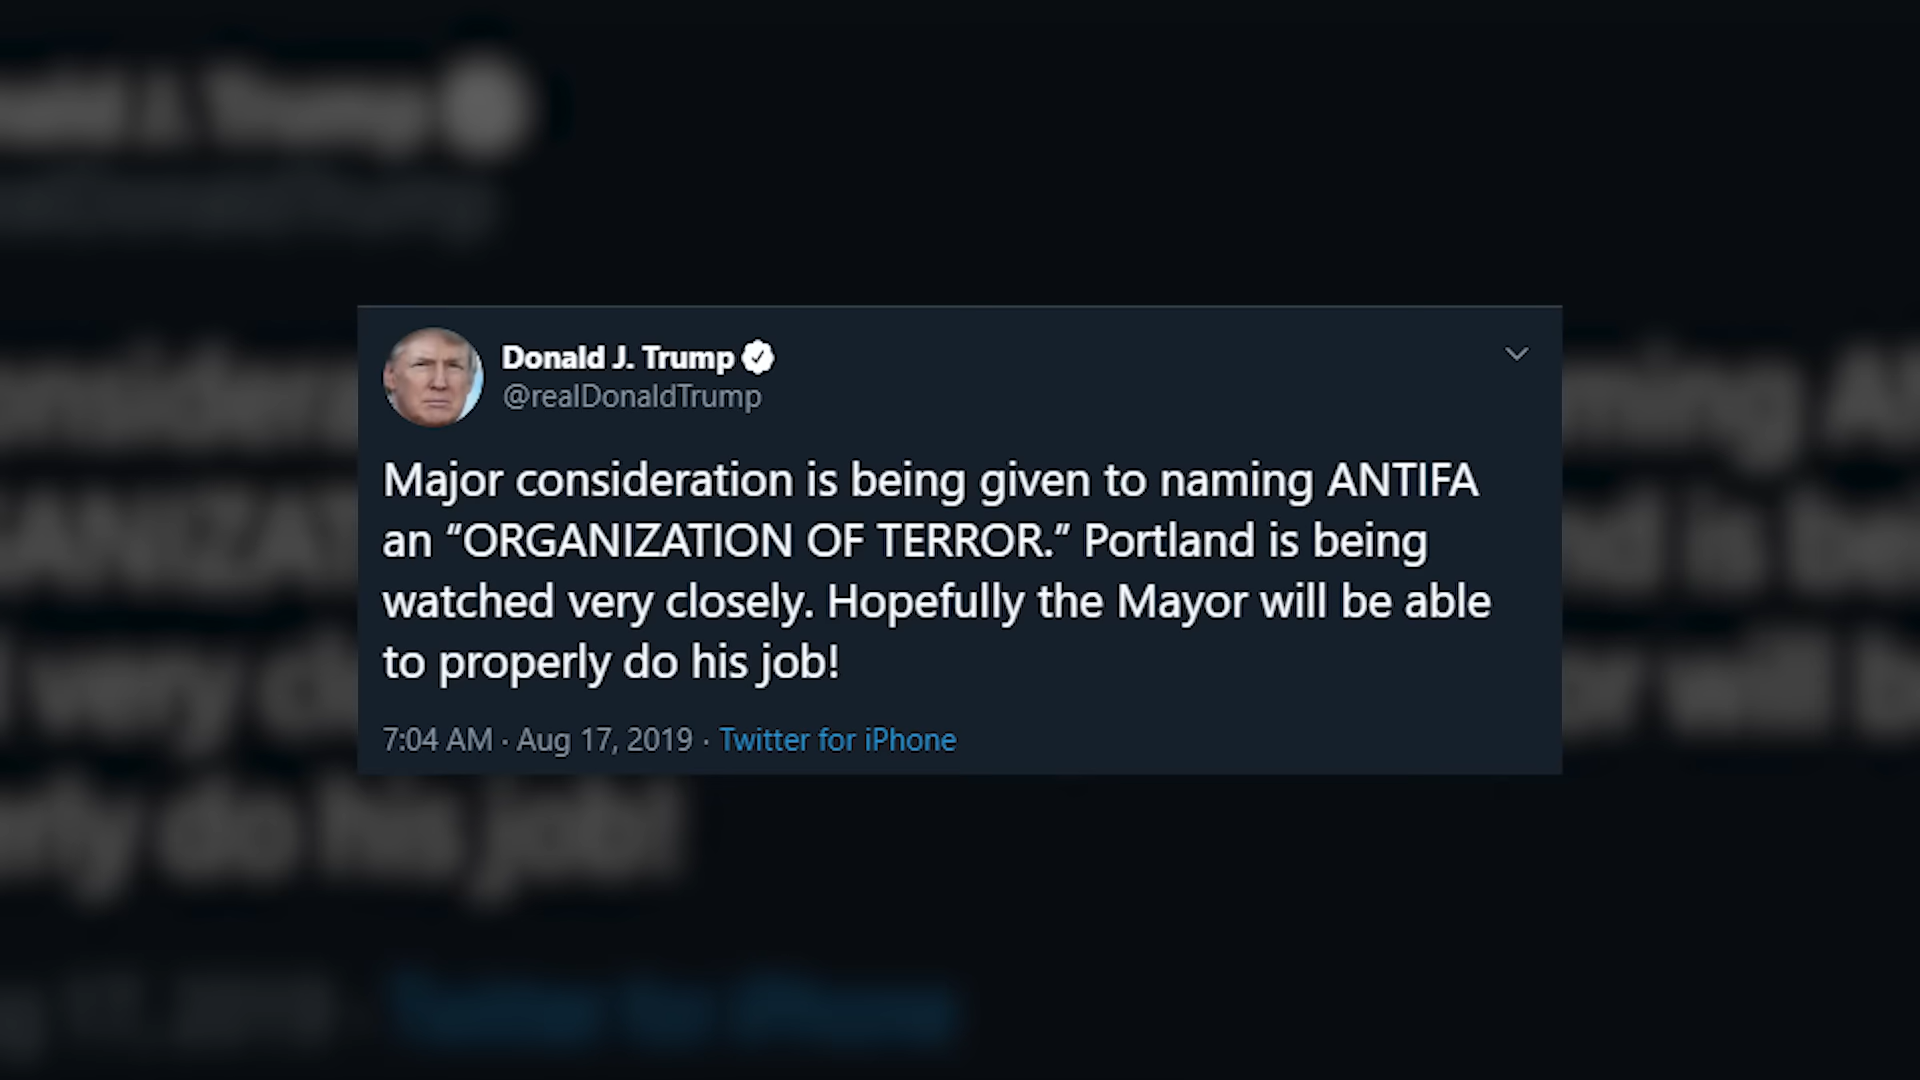 Donald J. Trump
@realDonaldTrump
Major consideration is being given to naming ANTIFA
an “ORGANIZATION OF TERROR.” Portland is being
watched very closely. Hopefully the Mayor will be able
to properly do his job!
7:04 AM · Aug 17, 2019 · Twitter for iPhone